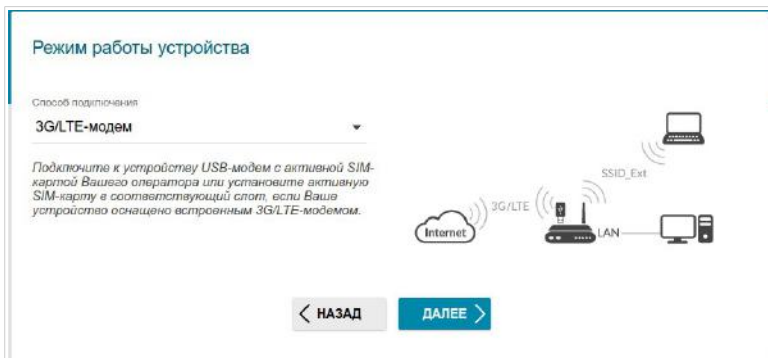 Режим работы устройства
Способ подключения
3G/LTE-модем
Подключите к устройству USB-модем с активной SIM-
картой Вашего оператора или установите активную
SIM-карту в соответствующий слот, если Ваше
устройство оснащено встроенным 3G/LTE-модемом.
SSID_Ext
3G/LTE
Internet
LAN
НАЗАД
ДАЛЕЕ